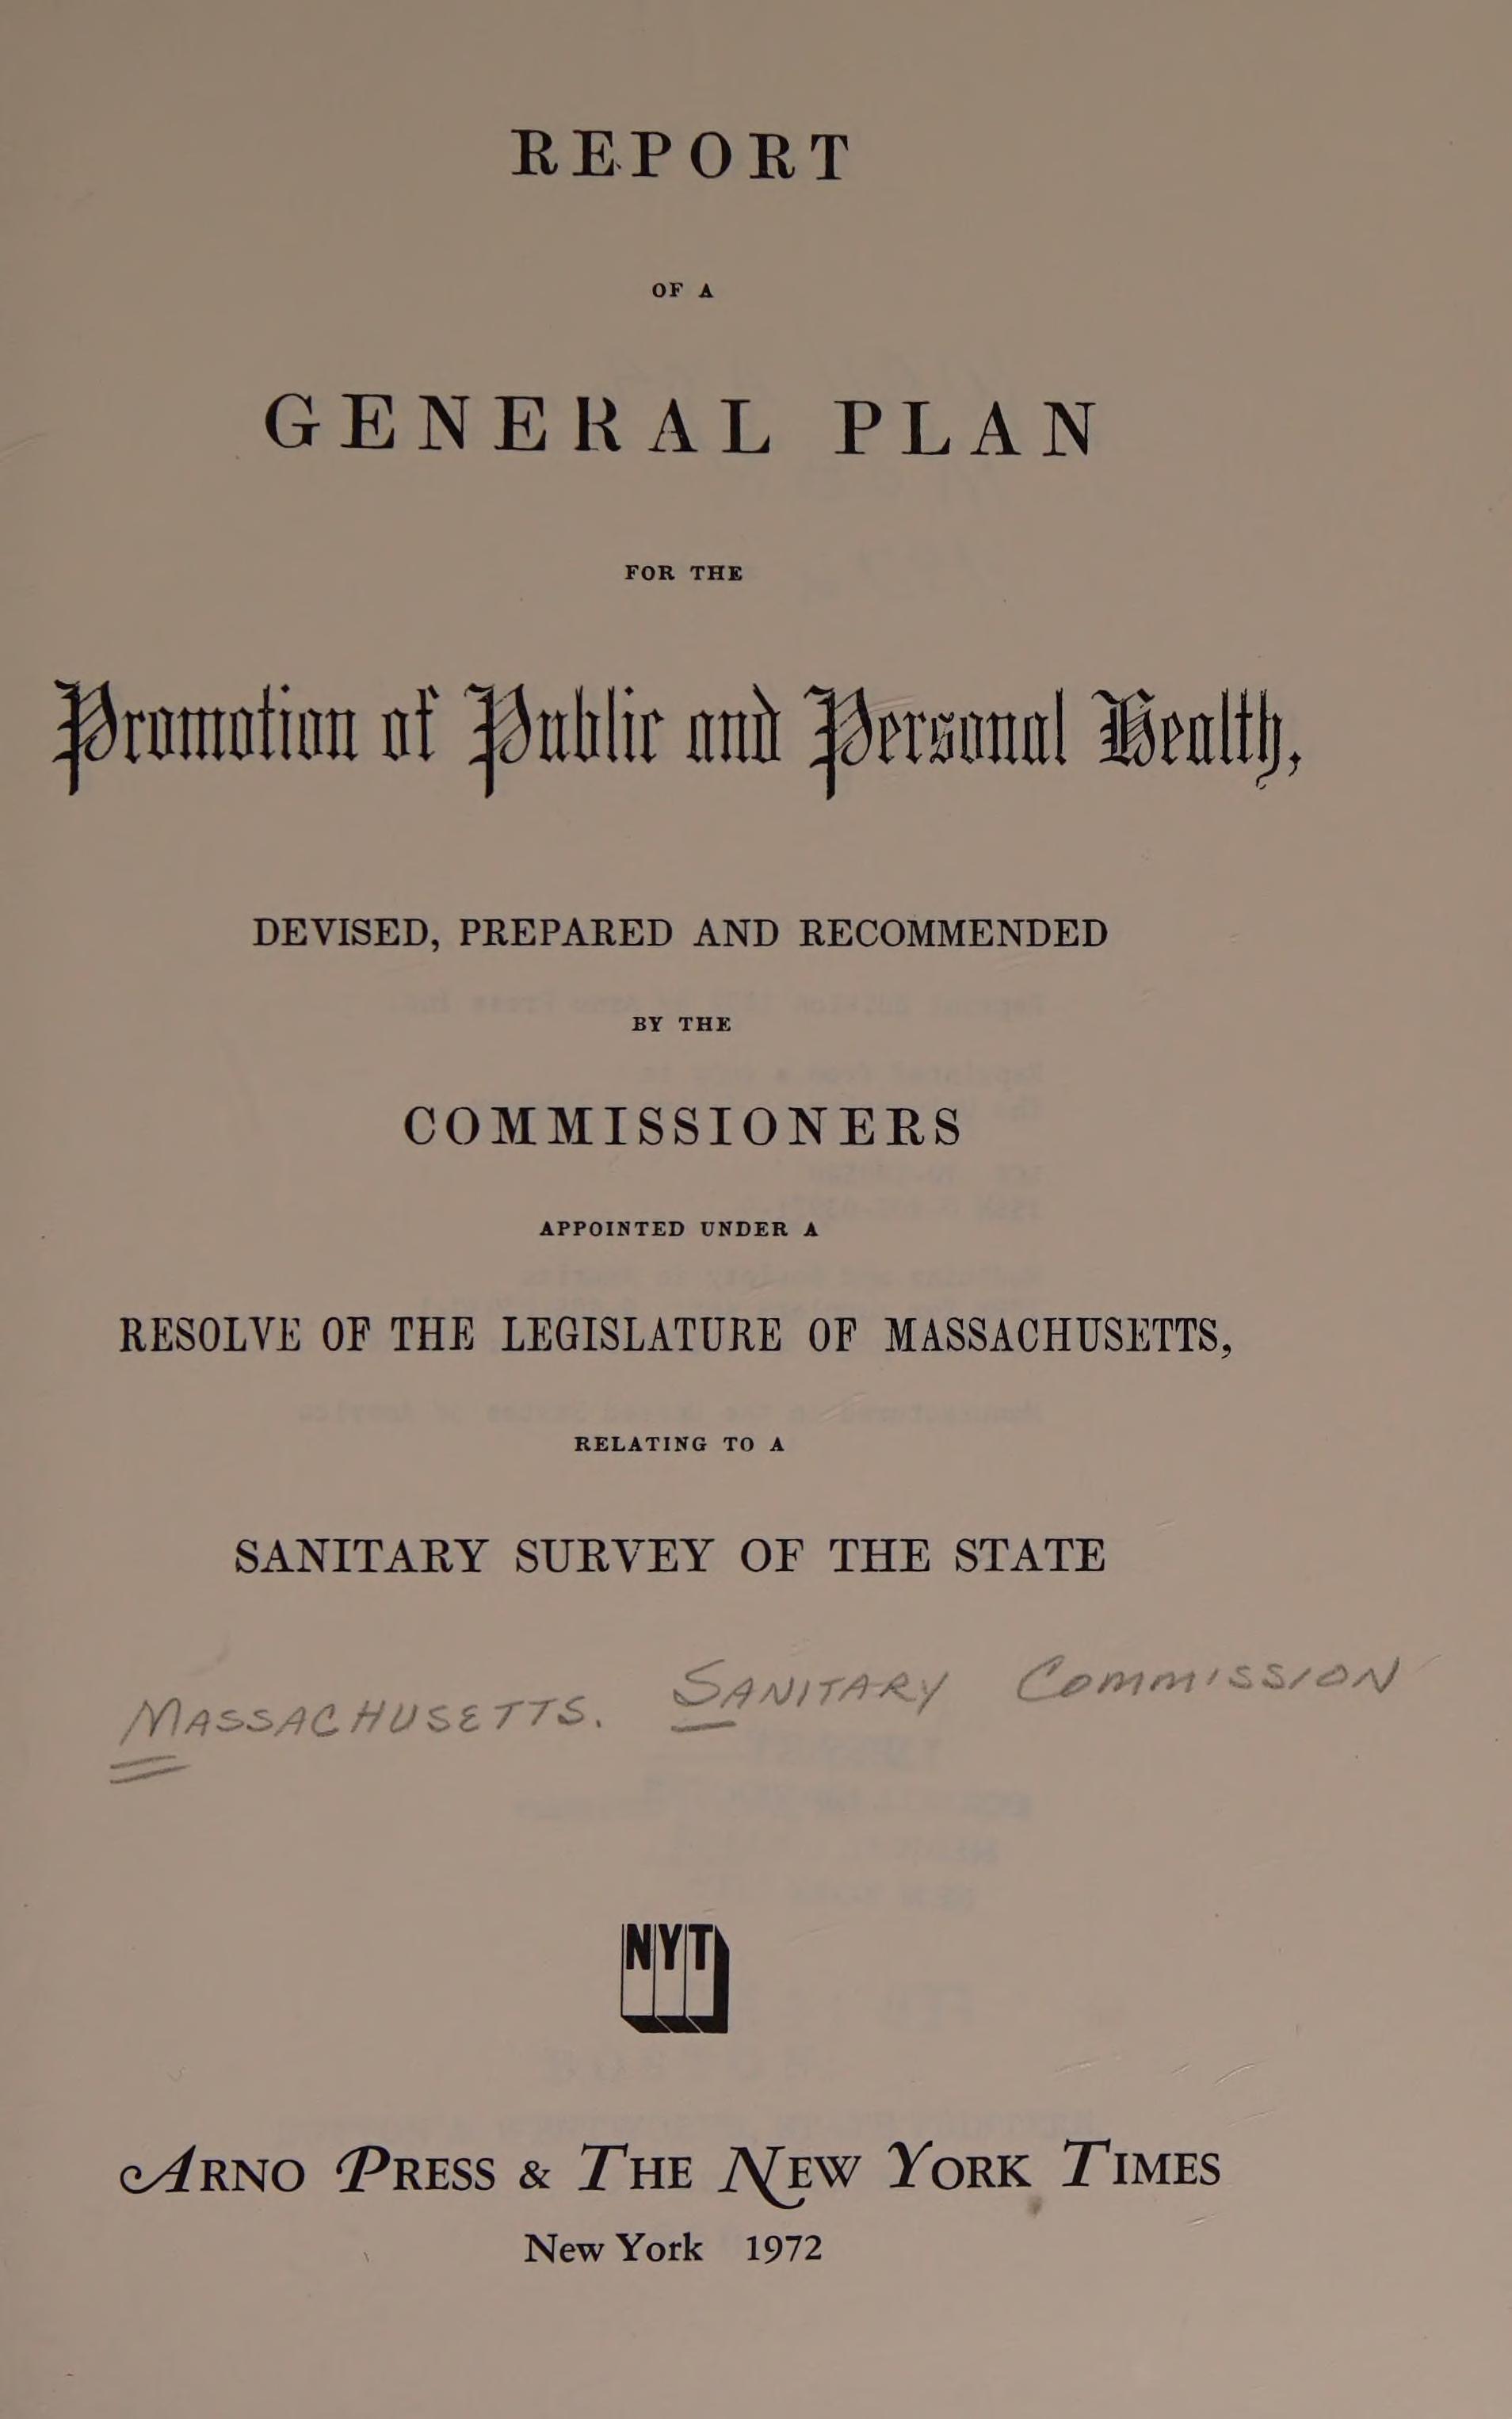 REPORT
OF A
GENERAL PLAN
FOR THE
Promotion of Public and Personal Health,
DEVISED, PREPARED AND RECOMMENDED
BY THE
COMMISSIONERS
APPOINTED UNDER A
RESOLVE OF THE LEGISLATURE OF MASSACHUSETTS,
RELATING TO A
SANITARY SURVEY OF THE STATE
MASSACHUSETTS. SANITARY COMMISSION
NYT
ARNO PRESS & THE NEW YORK TIMES
New York 1972